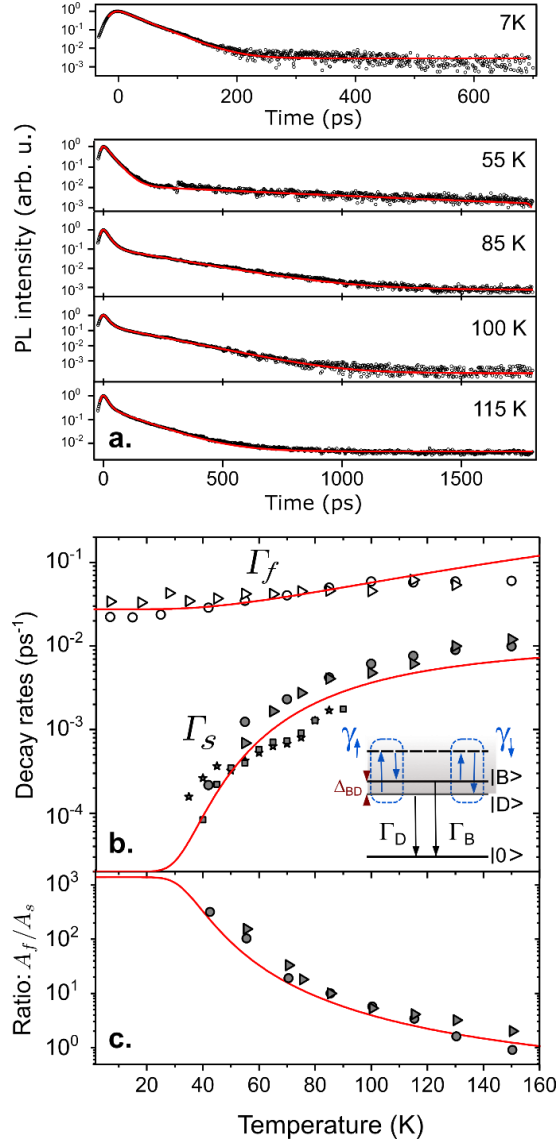 10⁰
10⁻¹
10⁻²
10⁻³
7K
0 200 400 600
Time (ps)
PL intensity (arb. u.)
10⁰
10⁻¹
10⁻²
10⁻³
55 K
10⁰
10⁻¹
10⁻²
10⁻³
85 K
10⁰
10⁻¹
10⁻²
10⁻³
100 K
10⁰
10⁻¹
10⁻²
115 K
a.
0 500 1000 1500
Time (ps)
10⁻¹
10⁻²
10⁻³
10⁻⁴
Decay rates (ps⁻¹)
Γf
Γs
γ↑
γ↓
ΔBD
|B>
|D>
ΓD ΓB
|0>
b.
10³
10²
10¹
10⁰
Ratio: Af/As
c.
20 40 60 80 100 120 140 160
Temperature (K)